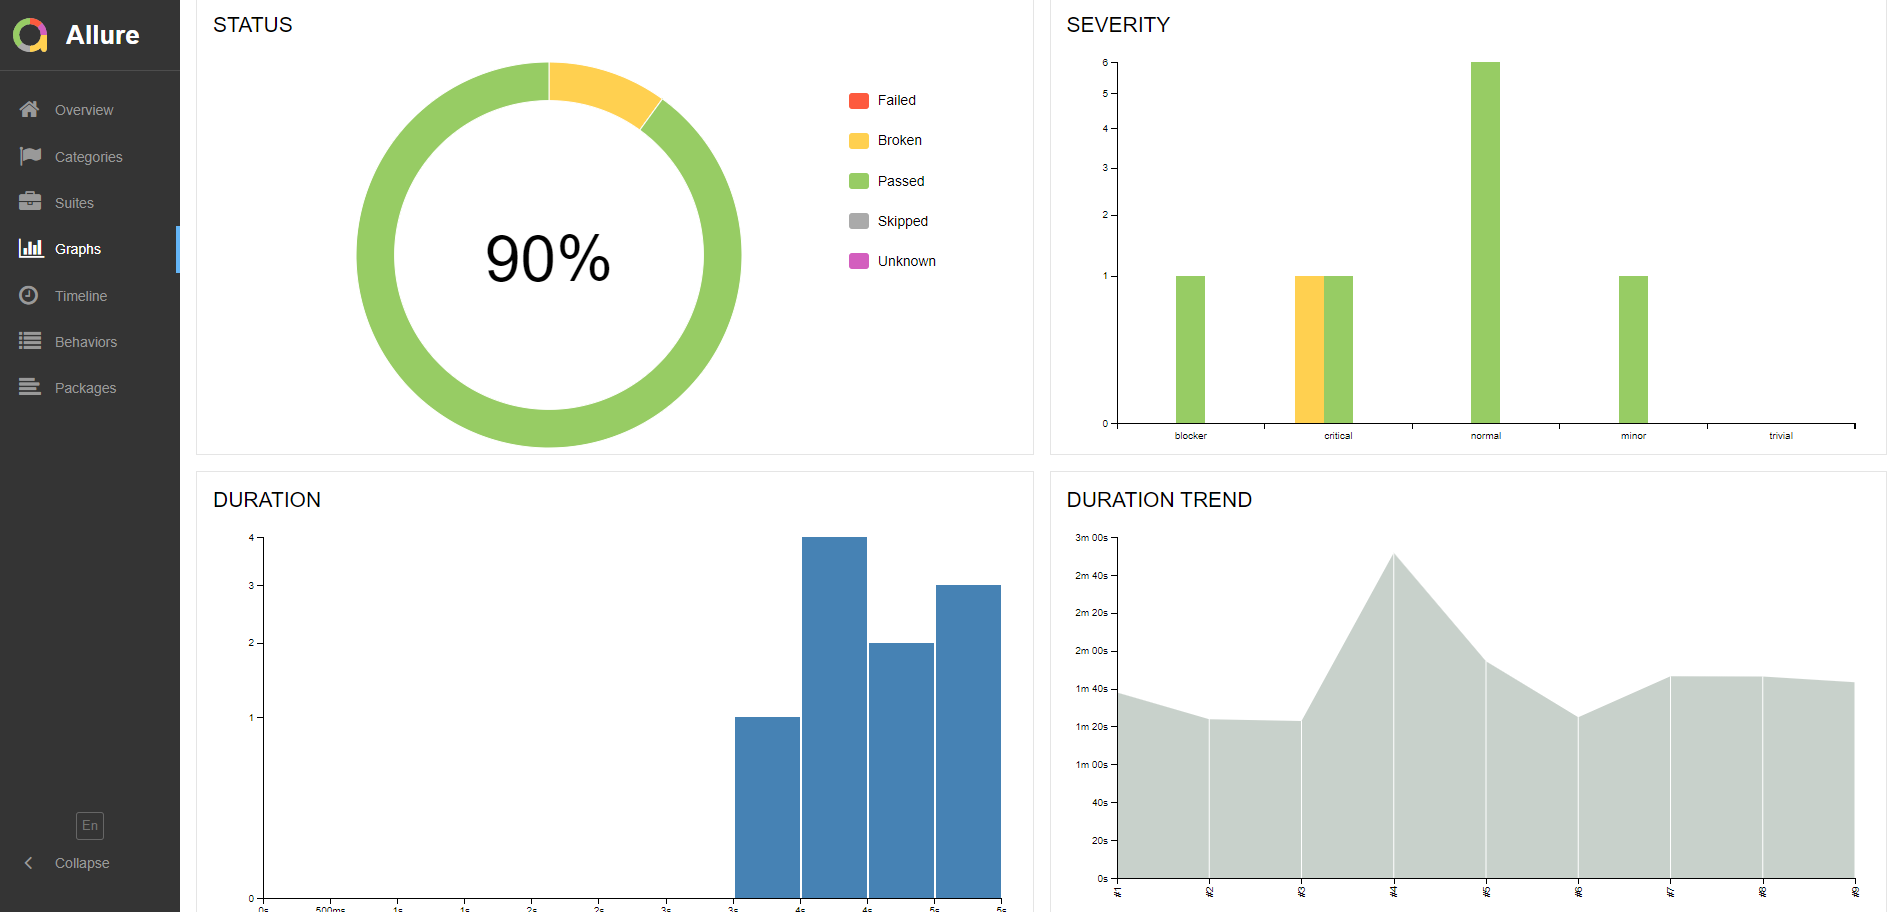 Allure
Overview
Categories
Suites
Graphs
Timeline
Behaviors
Packages
En
Collapse
STATUS
90%
Failed
Broken
Passed
Skipped
Unknown
SEVERITY
6
5
4
3
2
1
0
blocker critical normal minor trivial
DURATION
4
3
2
1
0
0s 500ms 1s 1s 2s 2s 3s 3s 4s 4s 5s 5s
DURATION TREND
3m 00s
2m 40s
2m 20s
2m 00s
1m 40s
1m 20s
1m 00s
40s
20s
0s
#1 #2 #3 #4 #5 #6 #7 #8 #9